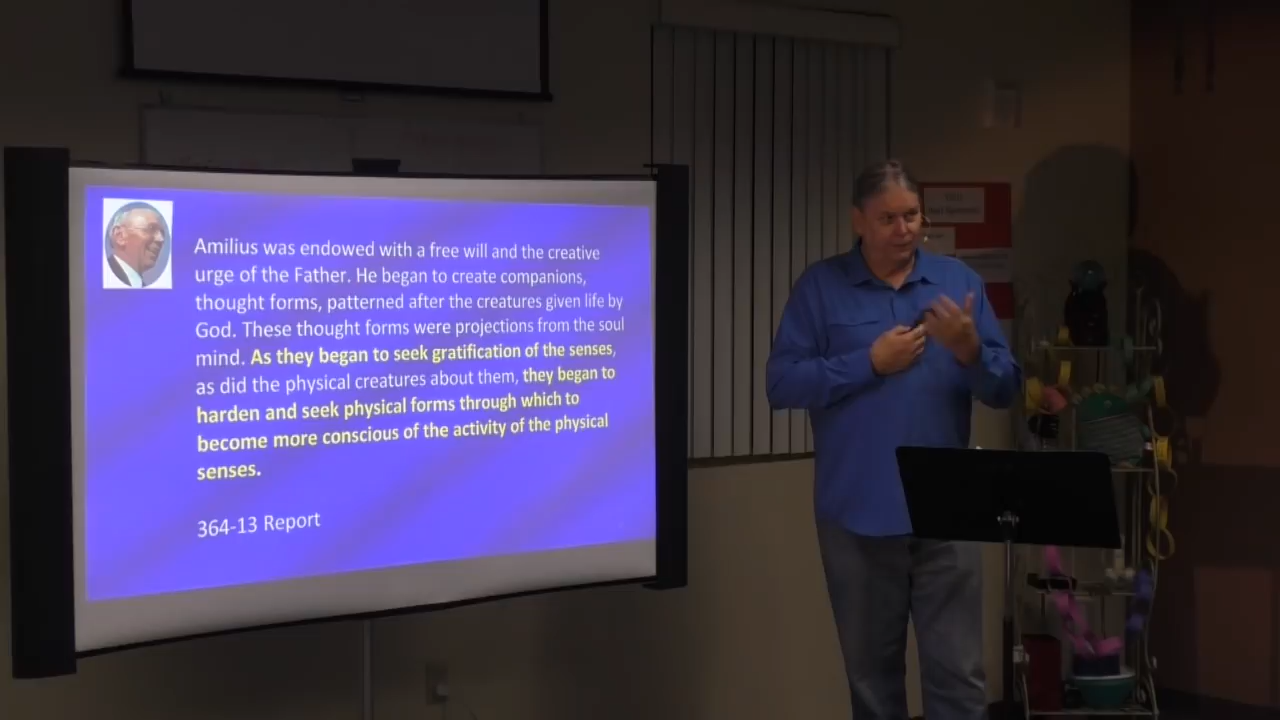 Amilius was endowed with a free will and the creative
urge of the Father. He began to create companions,
thought forms, patterned after the creatures given life by
God. These thought forms were projections from the soul
mind. As they began to seek gratification of the senses,
as did the physical creatures about them, they began to
harden and seek physical forms through which to
become more conscious of the activity of the physical
senses.
364-13 Report